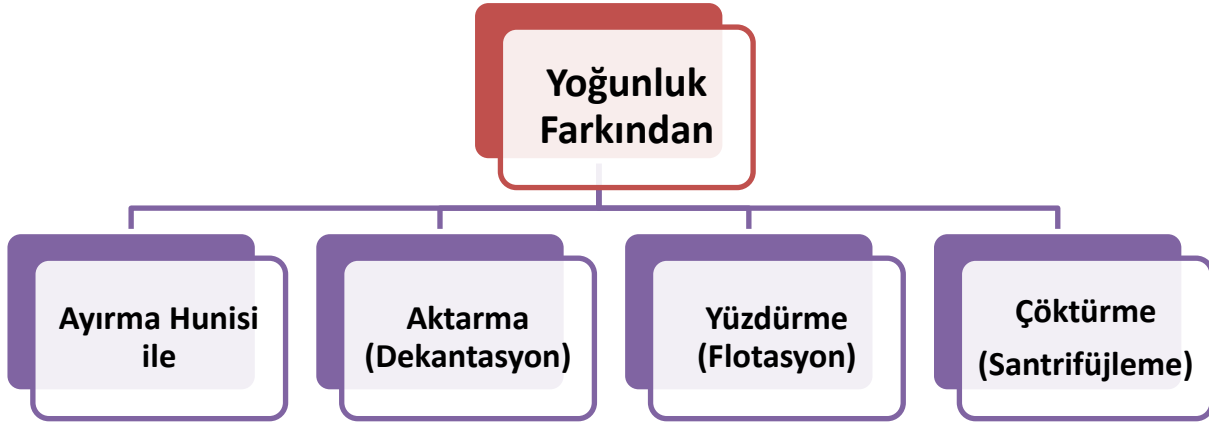 Yoğunluk
Farkından
Ayırma Hunisi
ile
Aktarma
(Dekantasyon)
Yüzdürme
(Flotasyon)
Çöktürme
(Santrifüjleme)